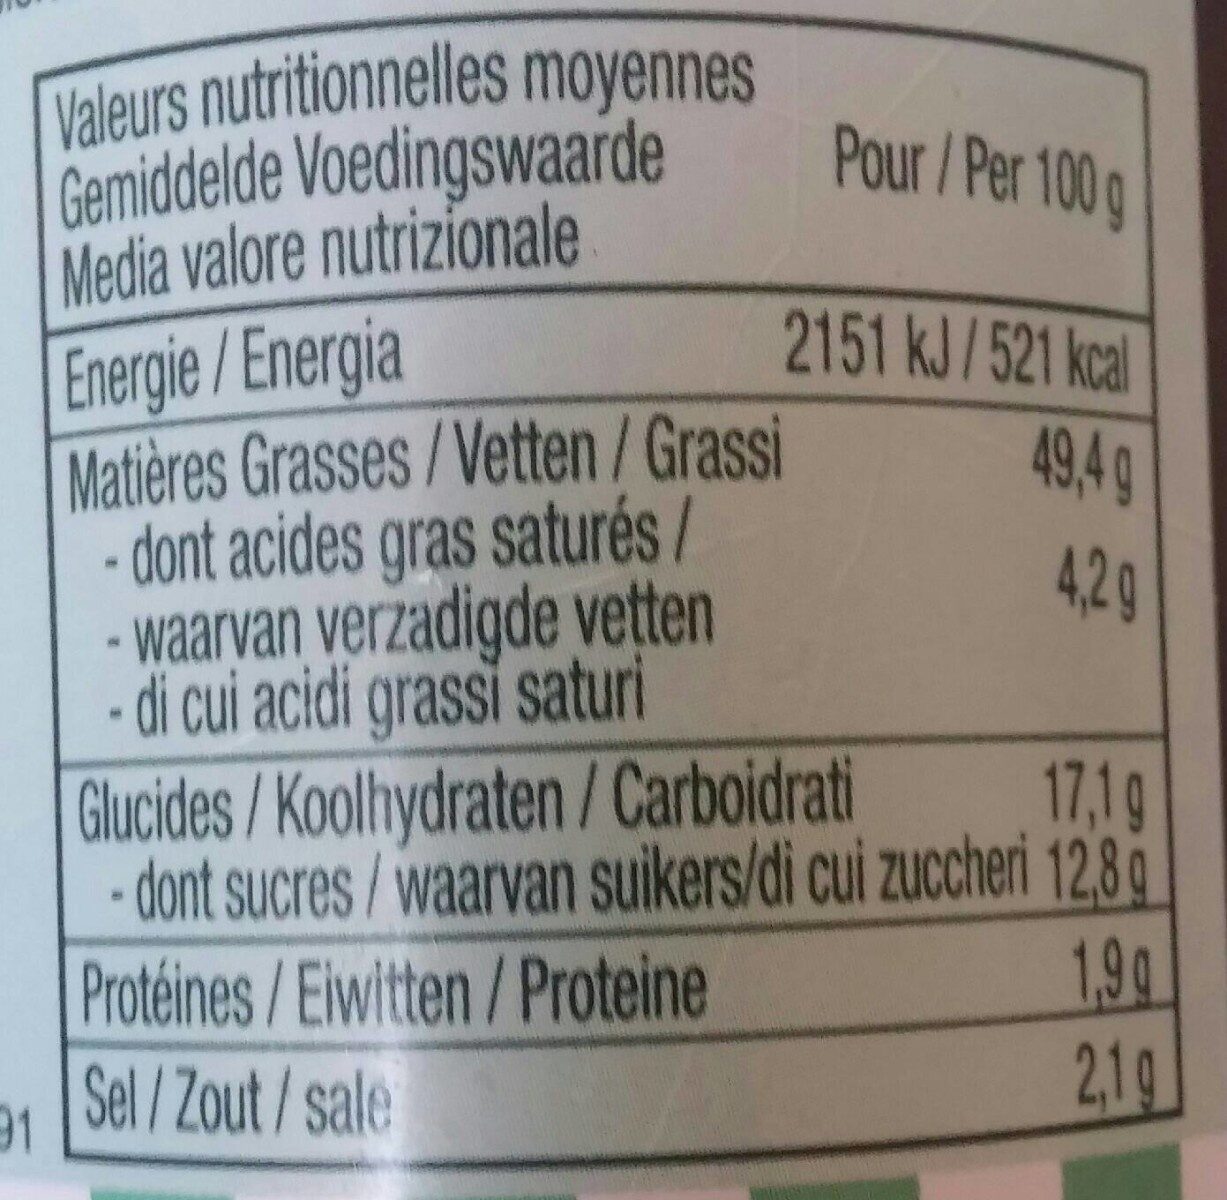 Valeurs nutritionnelles moyennes
Gemiddelde Voedingswaarde
Media valore nutrizionale
Pour / Per 100 g
Energie / Energia 2151 kJ / 521 kcal
Matières Grasses / Vetten / Grassi 49,4 g
- dont acides gras saturés / 4,2 g
- waarvan verzadigde vetten
- di cui acidi grassi saturi
Glucides / Koolhydraten / Carboidrati 17,1 g
- dont sucres / waarvan suikers/di cui zuccheri 12,8 g
Protéines / Eiwitten / Proteine 1,9 g
Sel / Zout / sale 2,1 g
91